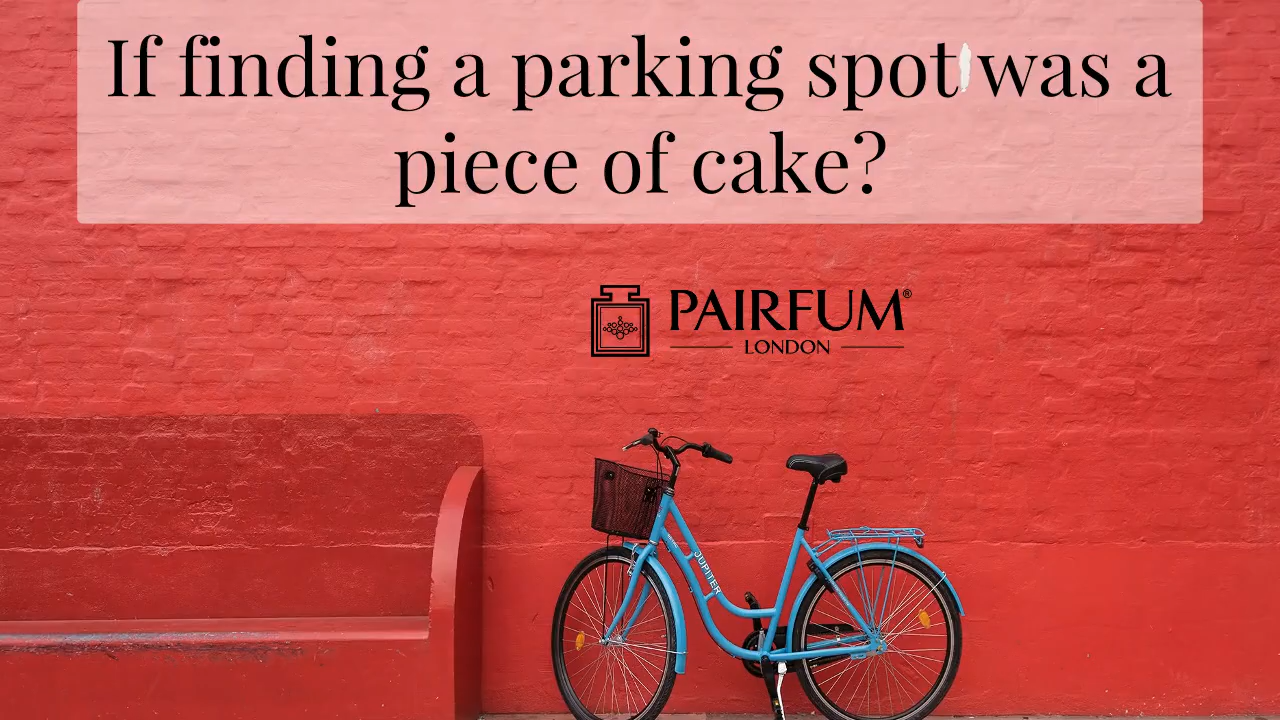 If finding a parking spot was a
piece of cake?
PAIRFUM®
LONDON
JUPITER